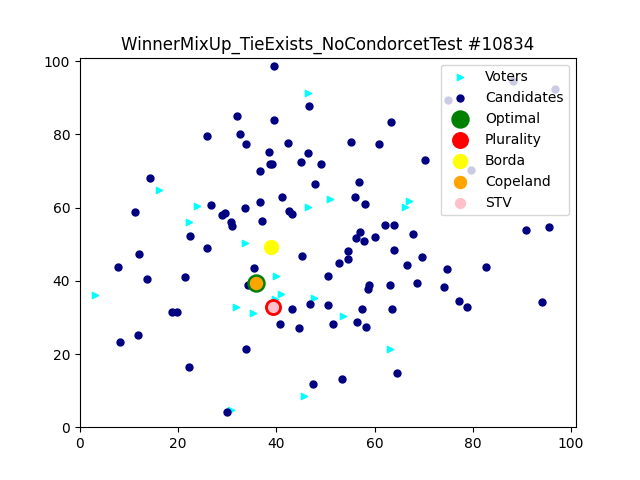 WinnerMixUp_TieExists_NoCondorcetTest #10834
Voters
Candidates
Optimal
Plurality
Borda
Copeland
STV
100
80
60
40
20
0
0 20 40 60 80 100